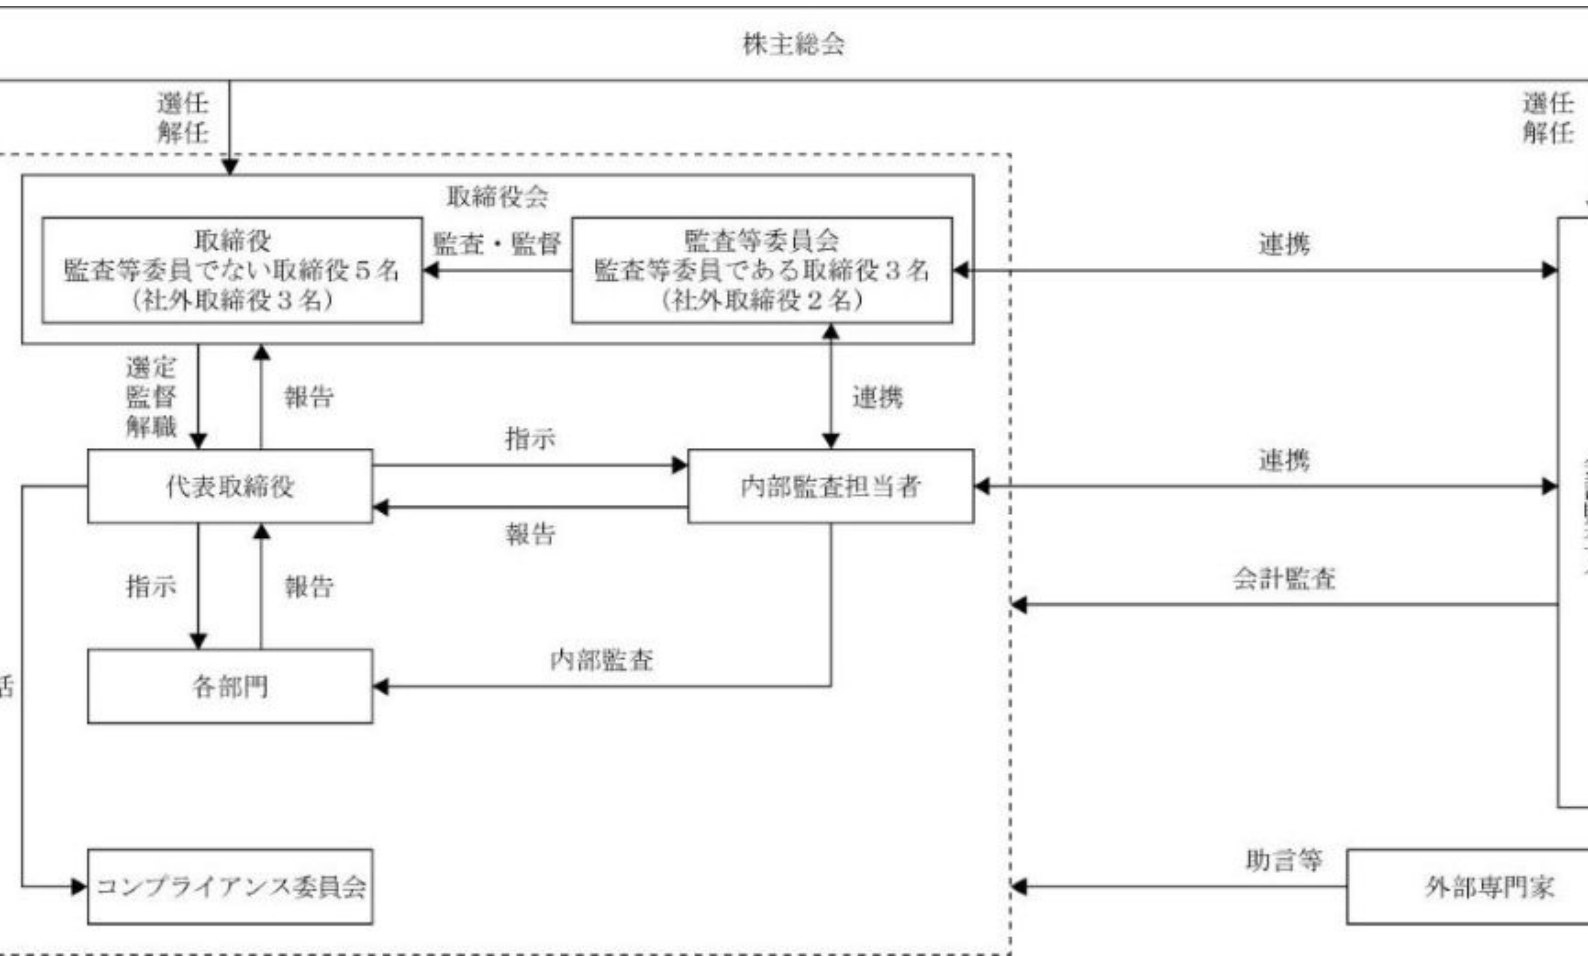 株主総会
選任
解任
選任
解任
取締役会
取締役
監査等委員でない取締役5名
(社外取締役3名)
監査・監督
監査等委員会
監査等委員である取締役3名
(社外取締役2名)
連携
選定
監督
解職
報告
連携
指示
連携
代表取締役
内部監査担当者
報告
会計監査
指示
報告
内部監査
括
各部門
助言等
コンプライアンス委員会
外部専門家